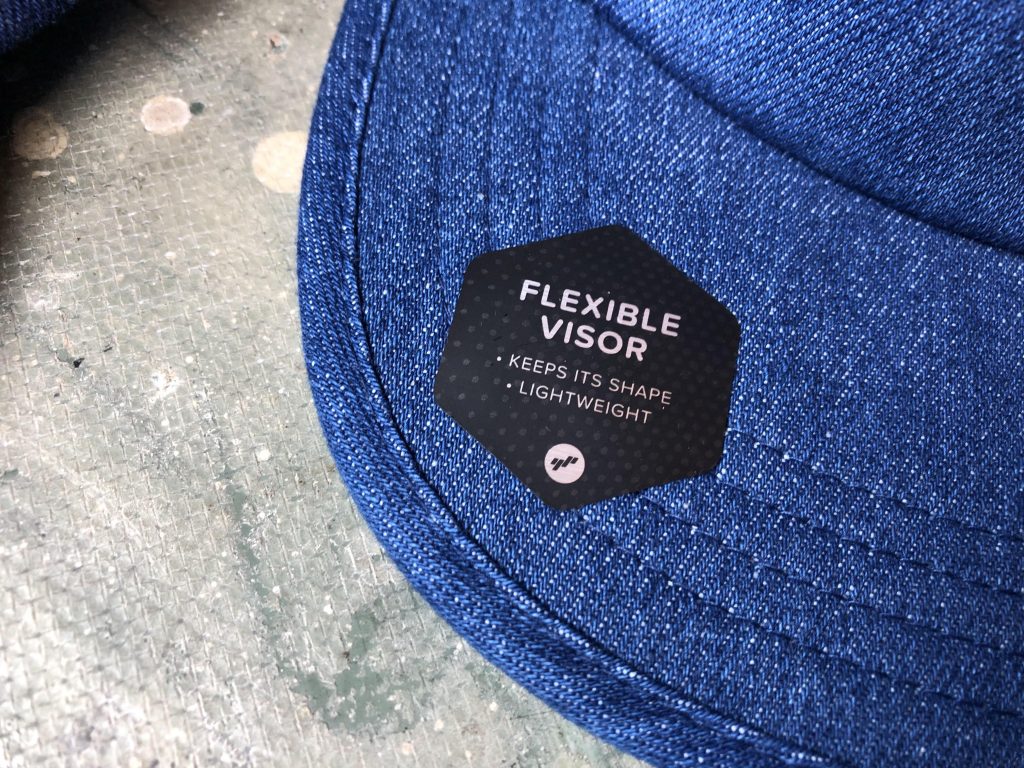 FLEXIBLE
VISOR
• KEEPS ITS SHAPE
• LIGHTWEIGHT